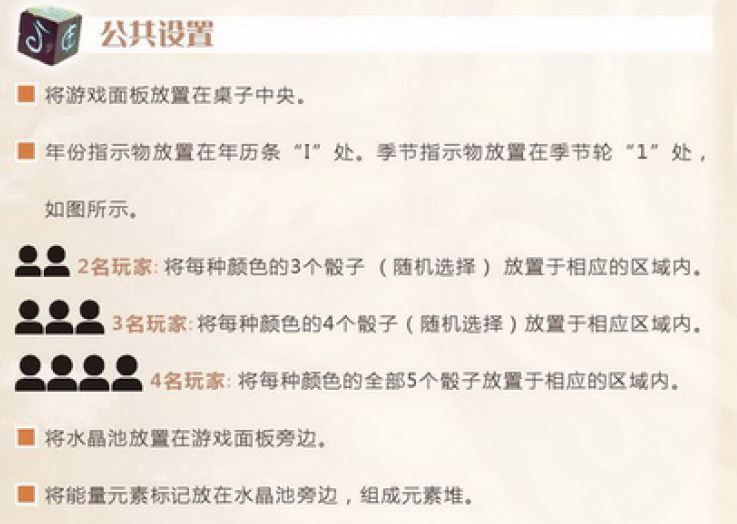 公共设置
将游戏面板放置在桌子中央。
年份指示物放置在年历条“I”处。季节指示物放置在季节轮“1”处，
如图所示。
2名玩家: 将每种颜色的3个骰子 （随机选择） 放置于相应的区域内。
3名玩家: 将每种颜色的4个骰子（随机选择）放置于相应区域内。
4名玩家: 将每种颜色的全部5个骰子放置于相应的区域内。
将水晶池放置在游戏面板旁边。
将能量元素标记放在水晶池旁边，组成元素堆。